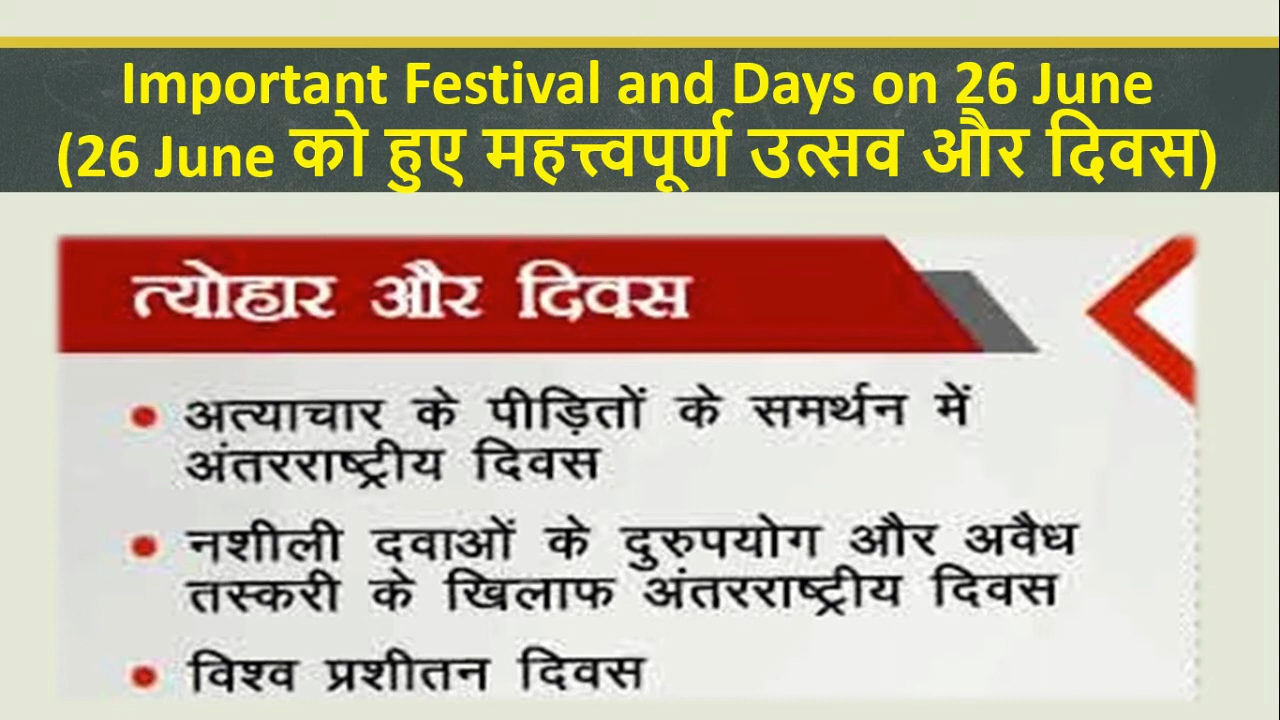 Important Festival and Days on 26 June
(26 June को हुए महत्त्वपूर्ण उत्सव और दिवस)
त्योहार और दिवस
• अत्याचार के पीड़ितों के समर्थन में
अंतरराष्ट्रीय दिवस
• नशीली दवाओं के दुरुपयोग और अवैध
तस्करी के खिलाफ अंतरराष्ट्रीय दिवस
• विश्व प्रशीतन दिवस